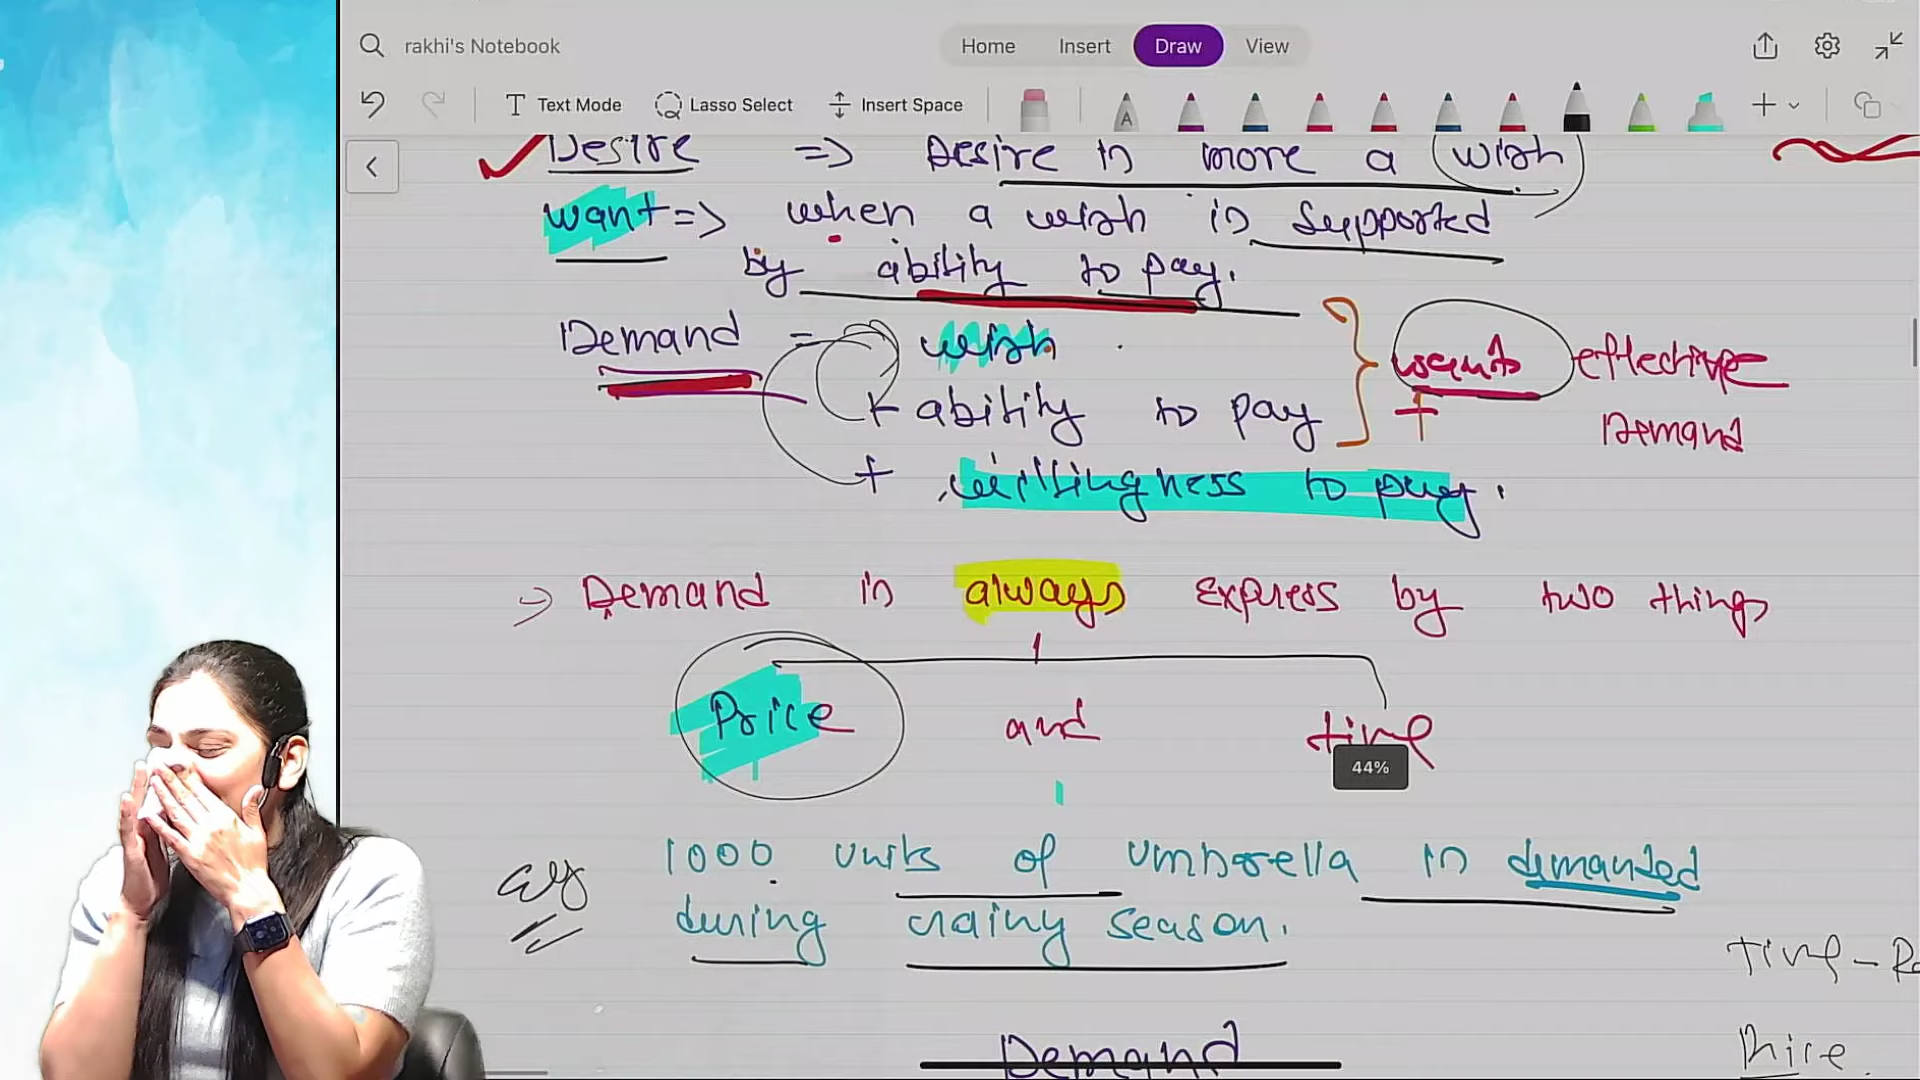 rakhi's Notebook
Home Insert Draw View
Text Mode Lasso Select Insert Space
A
Desire => Desire is more a wish
want => when a wish is supported
by ability to pay.
Demand = wish
+ ability to pay
+ willingness to pay.
wants effective
+ Demand
=> Demand is always express by two things
Price and time
44%
eg 1000 units of umbrella is demanded
during rainy season.
Time - Ra
Demand
Price